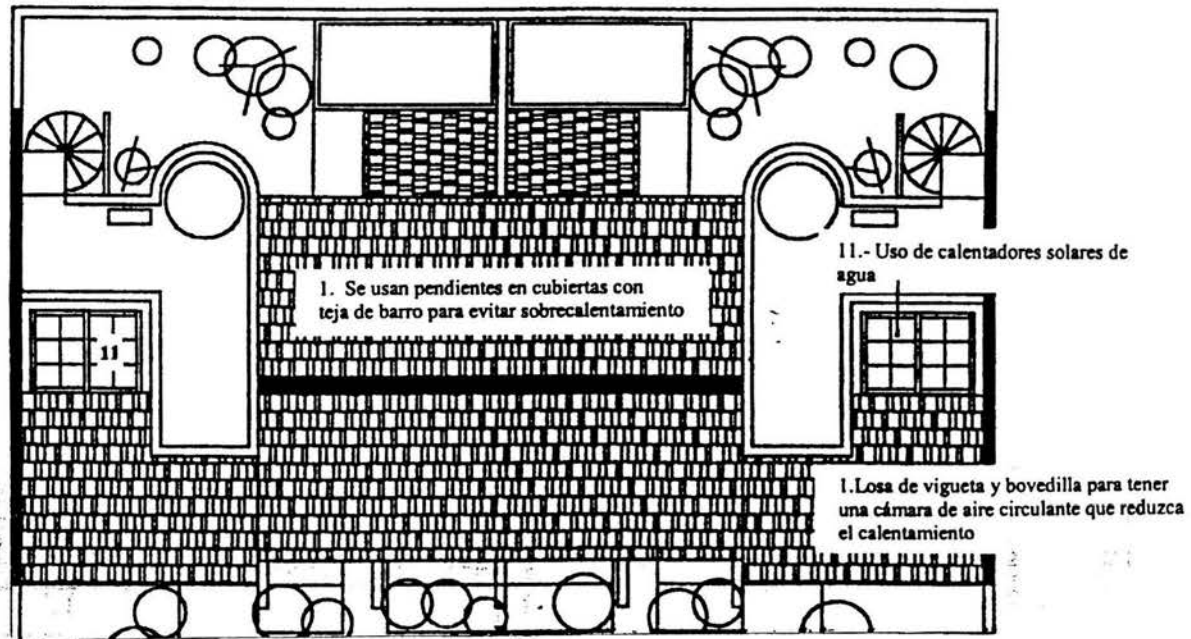 11.- Uso de calentadores solares de
agua
1. Se usan pendientes en cubiertas con
teja de barro para evitar sobrecalentamiento
11
1.Losa de vigueta y bovedilla para tener
una cámara de aire circulante que reduzca
el calentamiento